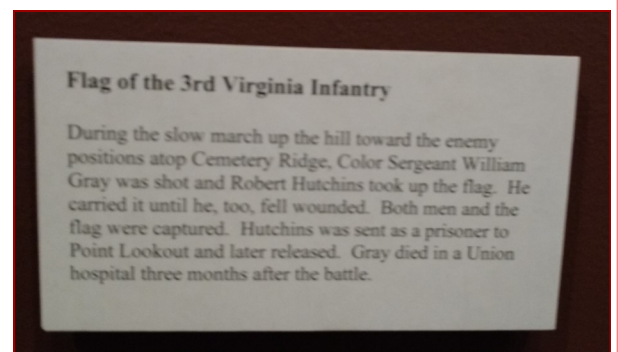 Flag of the 3rd Virginia Infantry
During the slow march up the hill toward the enemy
positions atop Cemetery Ridge, Color Sergeant William
Gray was shot and Robert Hutchins took up the flag. He
carried it until he, too, fell wounded. Both men and the
flag were captured. Hutchins was sent as a prisoner to
Point Lookout and later released. Gray died in a Union
hospital three months after the battle.